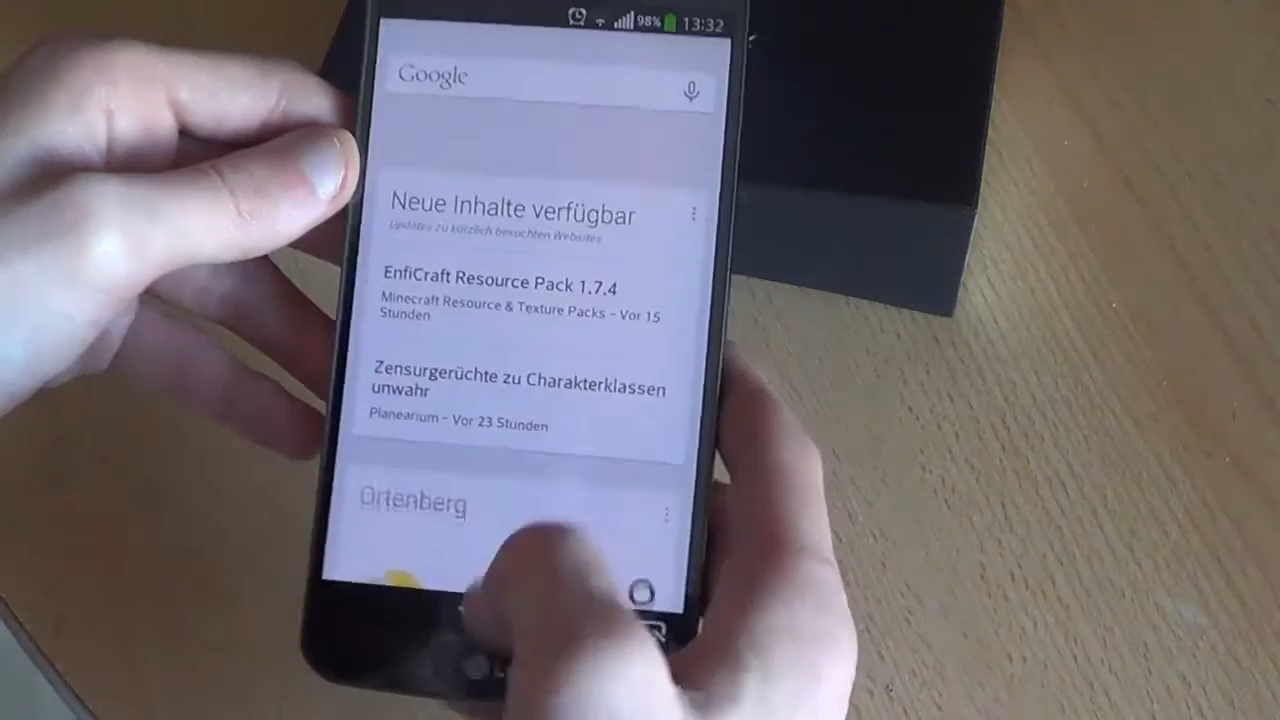 98% 13:32
Google
Neue Inhalte verfügbar
Updates zu kürzlich besuchten Websites
EnfiCraft Resource Pack 1.7.4
Minecraft Resource & Texture Packs – Vor 15
Stunden
Zensurgerüchte zu Charakterklassen
unwahr
Planearium – Vor 23 Stunden
Ortenberg